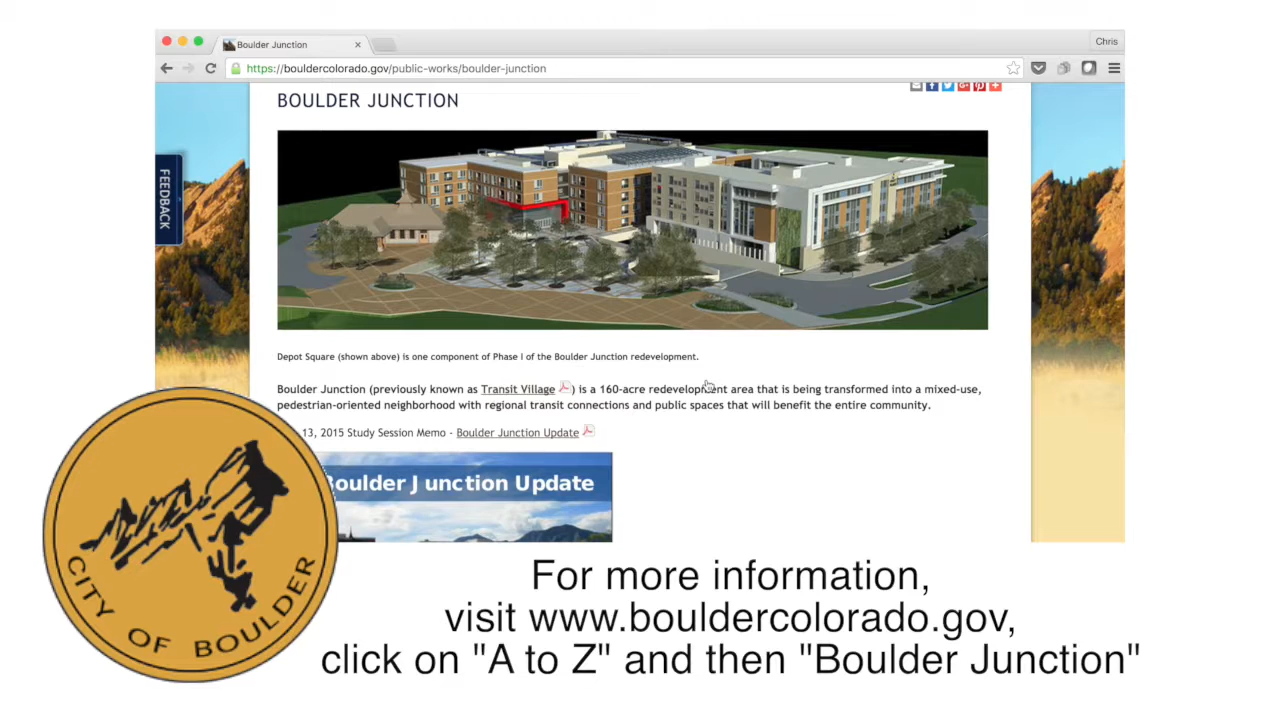 Boulder Junction
Chris
https://bouldercolorado.gov/public-works/boulder-junction
BOULDER JUNCTION
FEEDBACK
Depot Square (shown above) is one component of Phase I of the Boulder Junction redevelopment.
Boulder Junction (previously known as Transit Village ) is a 160-acre redevelopment area that is being transformed into a mixed-use,
pedestrian-oriented neighborhood with regional transit connections and public spaces that will benefit the entire community.
13, 2015 Study Session Memo - Boulder Junction Update
Boulder Junction Update
CITY OF BOULDER
For more information,
visit www.bouldercolorado.gov,
click on "A to Z" and then "Boulder Junction"